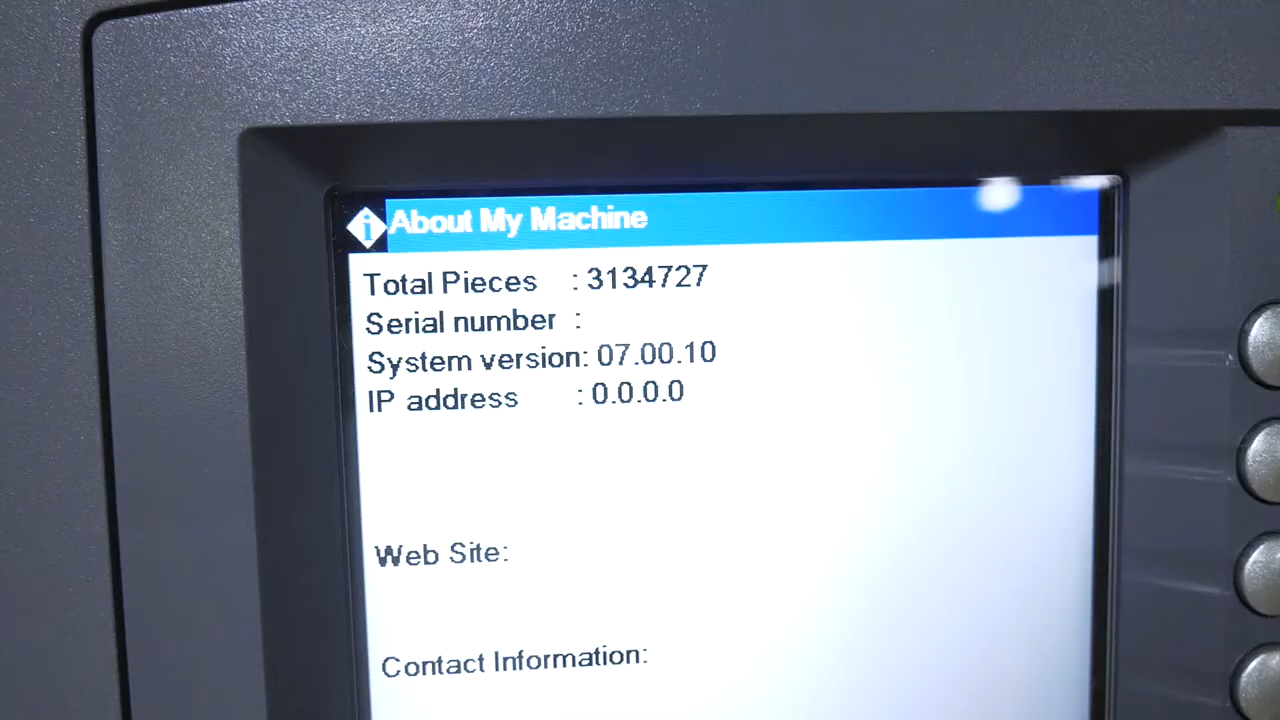 About My Machine
Total Pieces : 3134727
Serial number :
System version: 07.00.10
IP address : 0.0.0.0
Web Site:
Contact Information: